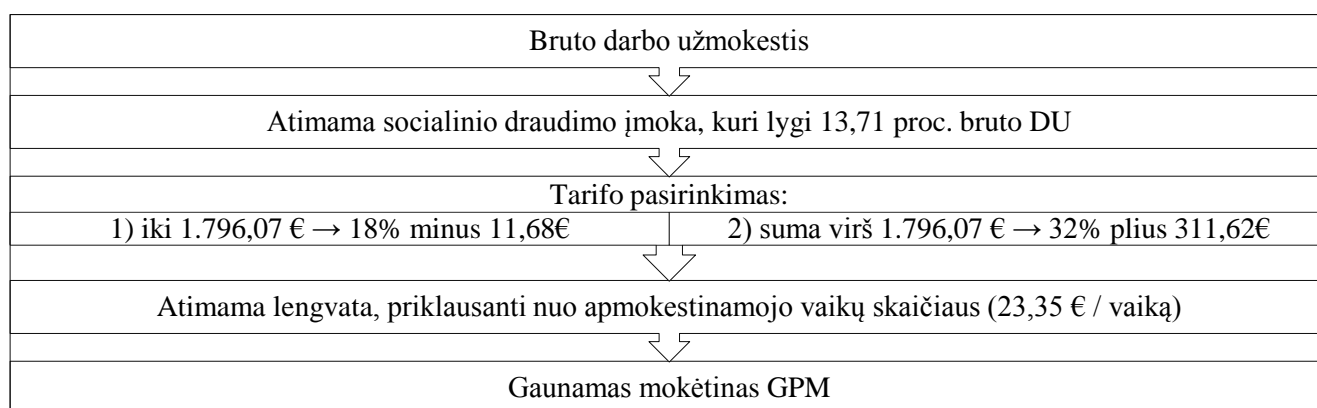 Bruto darbo užmokestis
Atimama socialinio draudimo įmoka, kuri lygi 13,71 proc. bruto DU
Tarifo pasirinkimas:
1) iki 1.796,07 € → 18% minus 11,68€
2) suma virš 1.796,07 € → 32% plius 311,62€
Atimama lengvata, priklausanti nuo apmokestinamojo vaikų skaičiaus (23,35 € / vaiką)
Gaunamas mokėtinas GPM